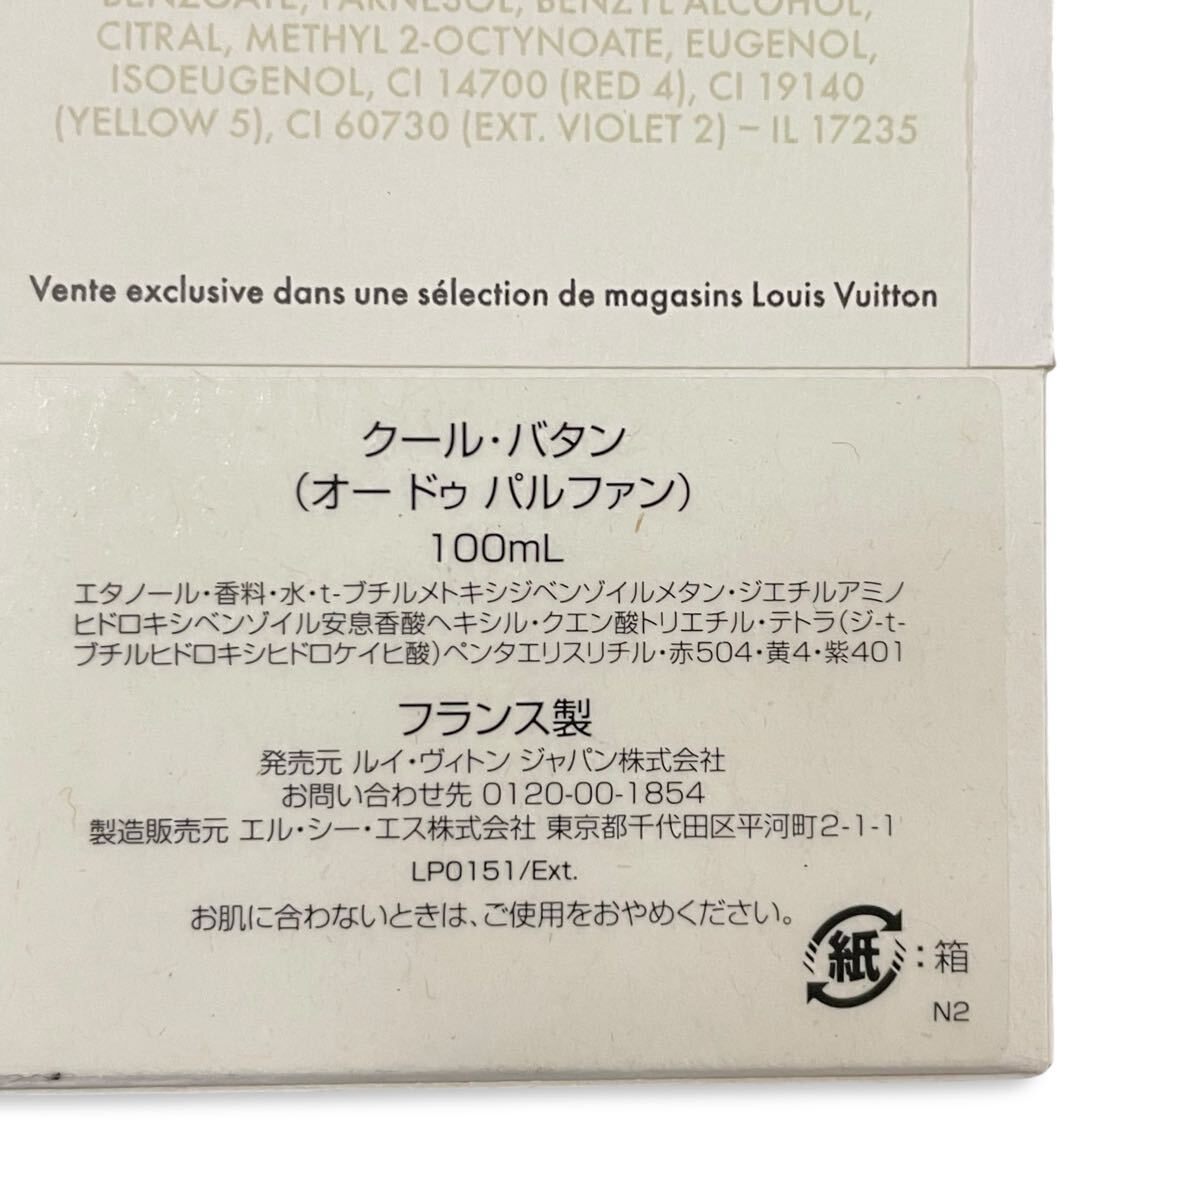 BENZOATE, FARNESOL, BENZYL ALCOHOL,
CITRAL, METHYL 2-OCTYNOATE, EUGENOL,
ISOEUGENOL, CI 14700 (RED 4), CI 19140
(YELLOW 5), CI 60730 (EXT. VIOLET 2) – IL 17235
Vente exclusive dans une sélection de magasins Louis Vuitton
クール・バタン
(オー ドゥ パルファン)
100mL
エタノール・香料・水・t-ブチルメトキシジベンゾイルメタン・ジエチルアミノ
ヒドロキシベンゾイル安息香酸ヘキシル・クエン酸トリエチル・テトラ(ジ-t-
ブチルヒドロキシヒドロケイヒ酸)ペンタエリスリチル・赤504・黄4・紫401
フランス製
発売元 ルイ・ヴィトン ジャパン株式会社
お問い合わせ先 0120-00-1854
製造販売元 エル・シー・エス株式会社 東京都千代田区平河町2-1-1
LP0151/Ext.
お肌に合わないときは、ご使用をおやめください。
紙 : 箱
N2